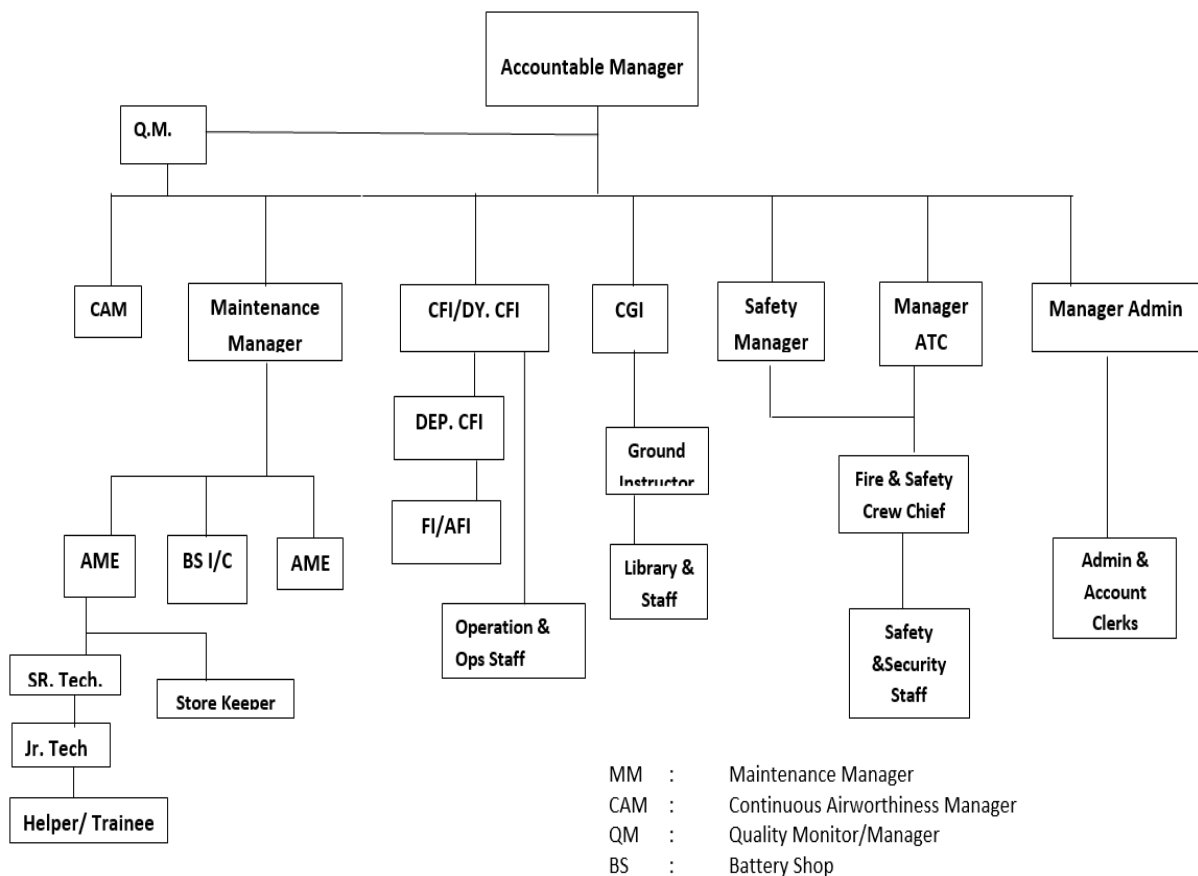 Accountable Manager
Q.M.
CAM
Maintenance
Manager
CFI/DY. CFI
CGI
Safety
Manager
Manager
ATC
Manager Admin
DEP. CFI
Ground
Instructor
Fire & Safety
Crew Chief
FI/AFI
AME
BS I/C
AME
Library &
Staff
Admin &
Account
Clerks
Operation &
Ops Staff
Safety
&Security
Staff
SR. Tech.
Store Keeper
Jr. Tech
Helper/ Trainee
MM : Maintenance Manager
CAM : Continuous Airworthiness Manager
QM : Quality Monitor/Manager
BS : Battery Shop